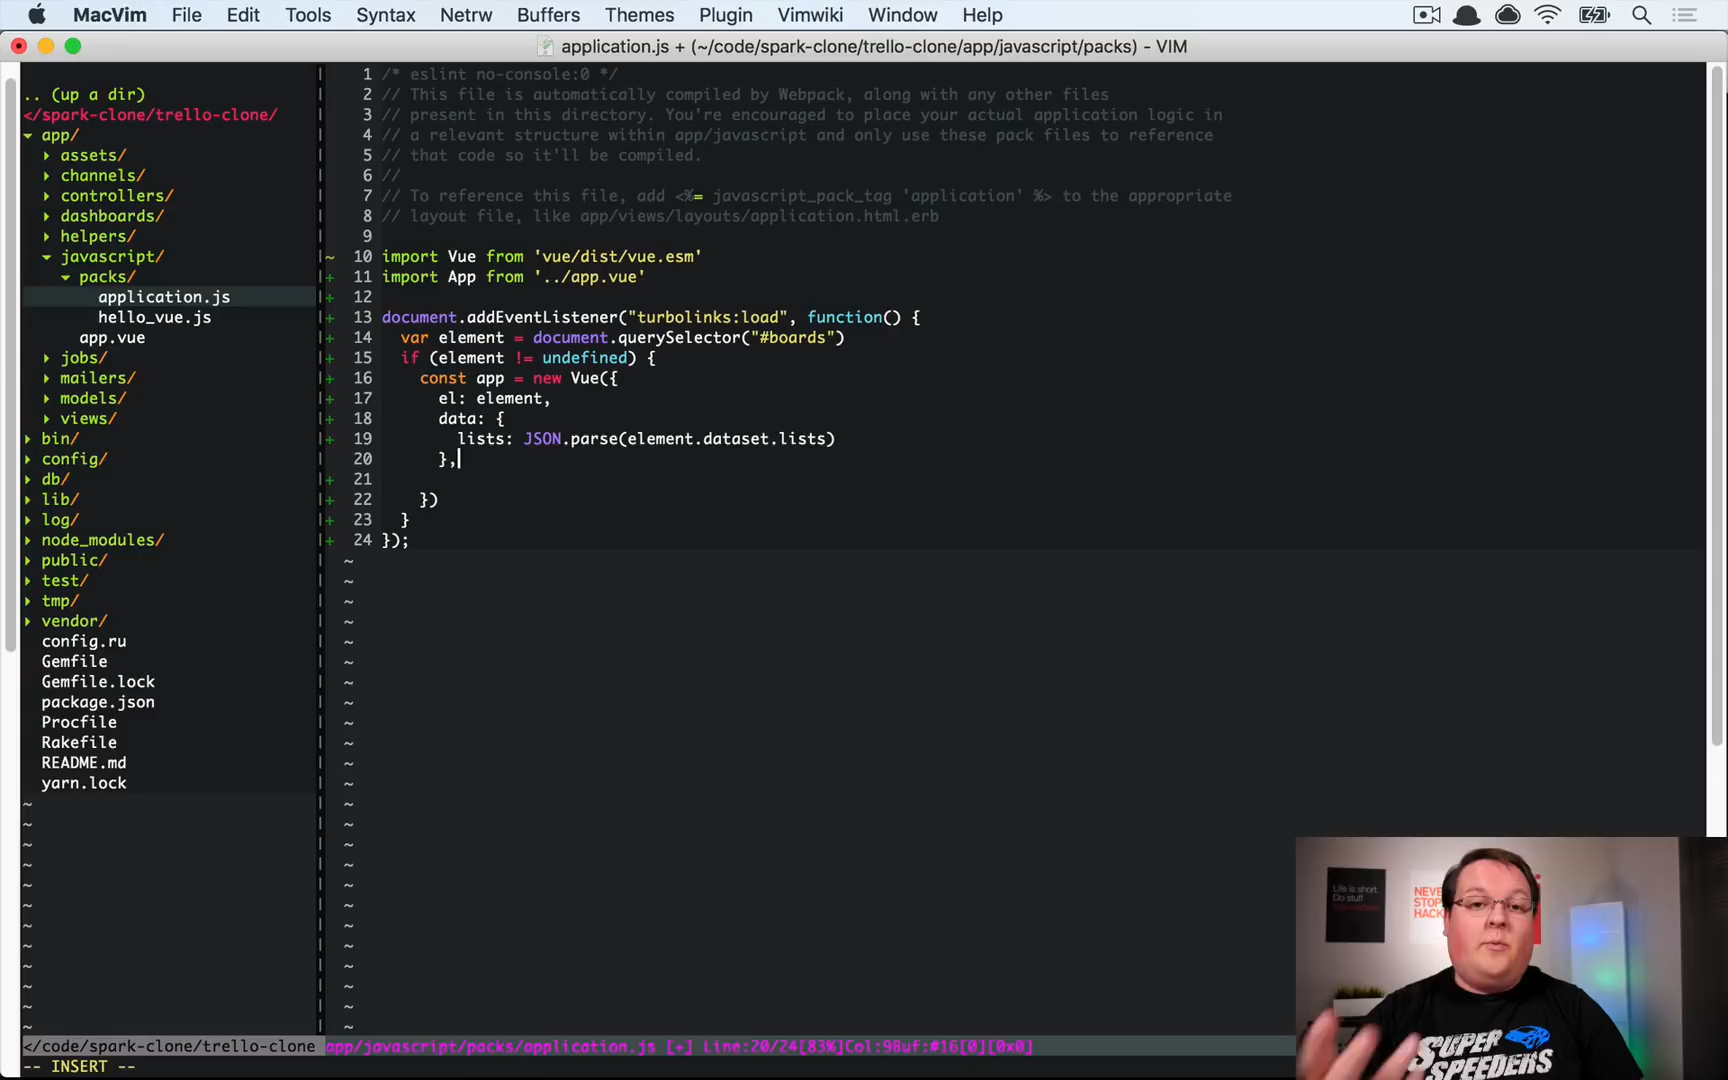 MacVim File Edit Tools Syntax Netrw Buffers Themes Plugin Vimwiki Window Help
application.js + (~/code/spark-clone/trello-clone/app/javascript/packs) - VIM
.. (up a dir)
</spark-clone/trello-clone/
app/
assets/
channels/
controllers/
dashboards/
helpers/
javascript/
packs/
application.js
hello_vue.js
app.vue
jobs/
mailers/
models/
views/
bin/
config/
db/
lib/
log/
node_modules/
public/
test/
tmp/
vendor/
config.ru
Gemfile
Gemfile.lock
package.json
Procfile
Rakefile
README.md
yarn.lock
1 /* eslint no-console:0 */
2 // This file is automatically compiled by Webpack, along with any other files
3 // present in this directory. You're encouraged to place your actual application logic in
4 // a relevant structure within app/javascript and only use these pack files to reference
5 // that code so it'll be compiled.
6 //
7 // To reference this file, add <%= javascript_pack_tag 'application' %> to the appropriate
8 // layout file, like app/views/layouts/application.html.erb
9
~ 10 import Vue from 'vue/dist/vue.esm'
+ 11 import App from '../app.vue'
+ 12
+ 13 document.addEventListener("turbolinks:load", function() {
+ 14 var element = document.querySelector("#boards")
+ 15 if (element != undefined) {
+ 16 const app = new Vue({
+ 17 el: element,
+ 18 data: {
+ 19 lists: JSON.parse(element.dataset.lists)
20 },
+ 21
+ 22 })
+ 23 }
+ 24 });
</code/spark-clone/trello-clone app/javascript/packs/application.js [+] Line:20/24[83%]Col:9Buf:#16[0][0x0]
-- INSERT --
Life is short.
Do stuff
NEVE
STOP
HACK
SUPER
SPEEDERS